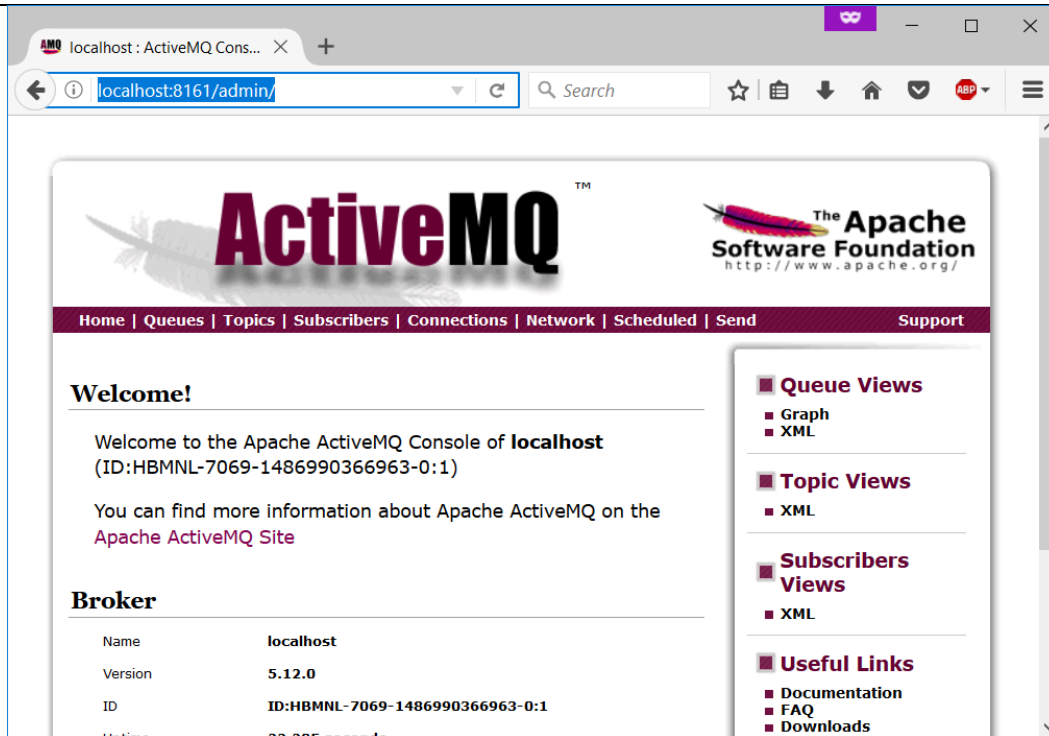 localhost : ActiveMQ Cons...
localhost:8161/admin/
Search
ABP
ActiveMQ ™
The Apache
Software Foundation
http://www.apache.org/
Home | Queues | Topics | Subscribers | Connections | Network | Scheduled | Send
Support
Welcome!
Welcome to the Apache ActiveMQ Console of localhost
(ID:HBMNL-7069-1486990366963-0:1)
You can find more information about Apache ActiveMQ on the
Apache ActiveMQ Site
Broker
Name localhost
Version 5.12.0
ID ID:HBMNL-7069-1486990366963-0:1
Queue Views
Graph
XML
Topic Views
XML
Subscribers
Views
XML
Useful Links
Documentation
FAQ
Downloads